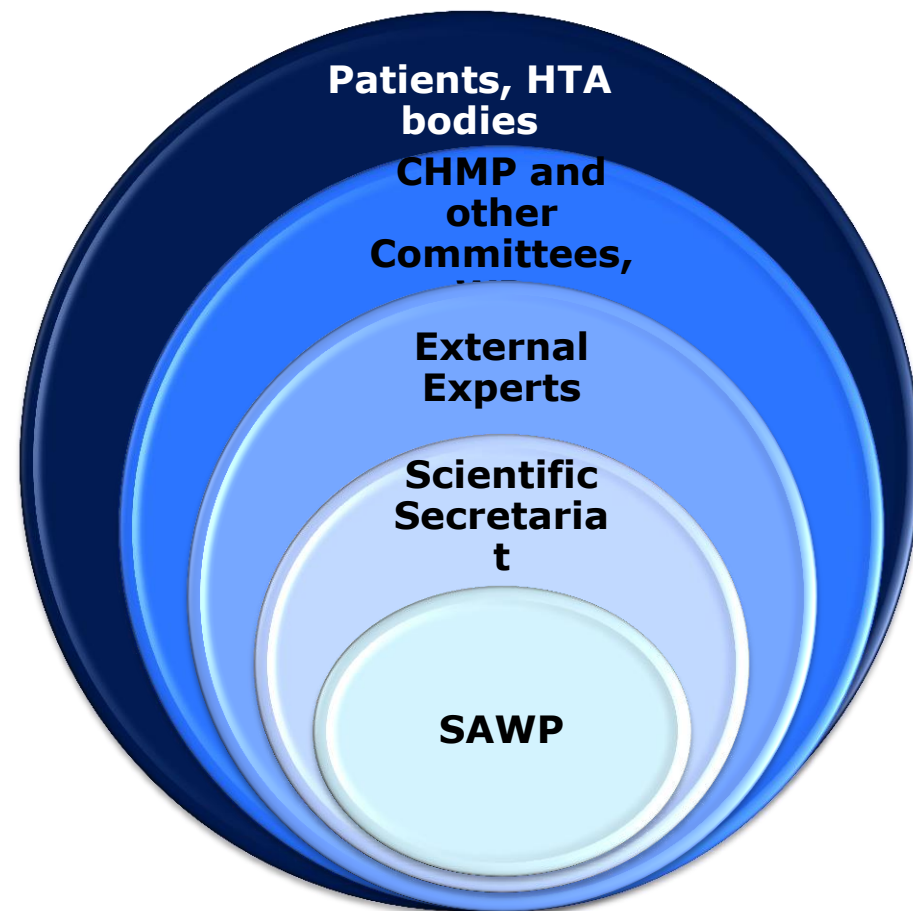 Patients, HTA
bodies
CHMP and
other
Committees,
External
Experts
Scientific
Secretaria
t
SAWP